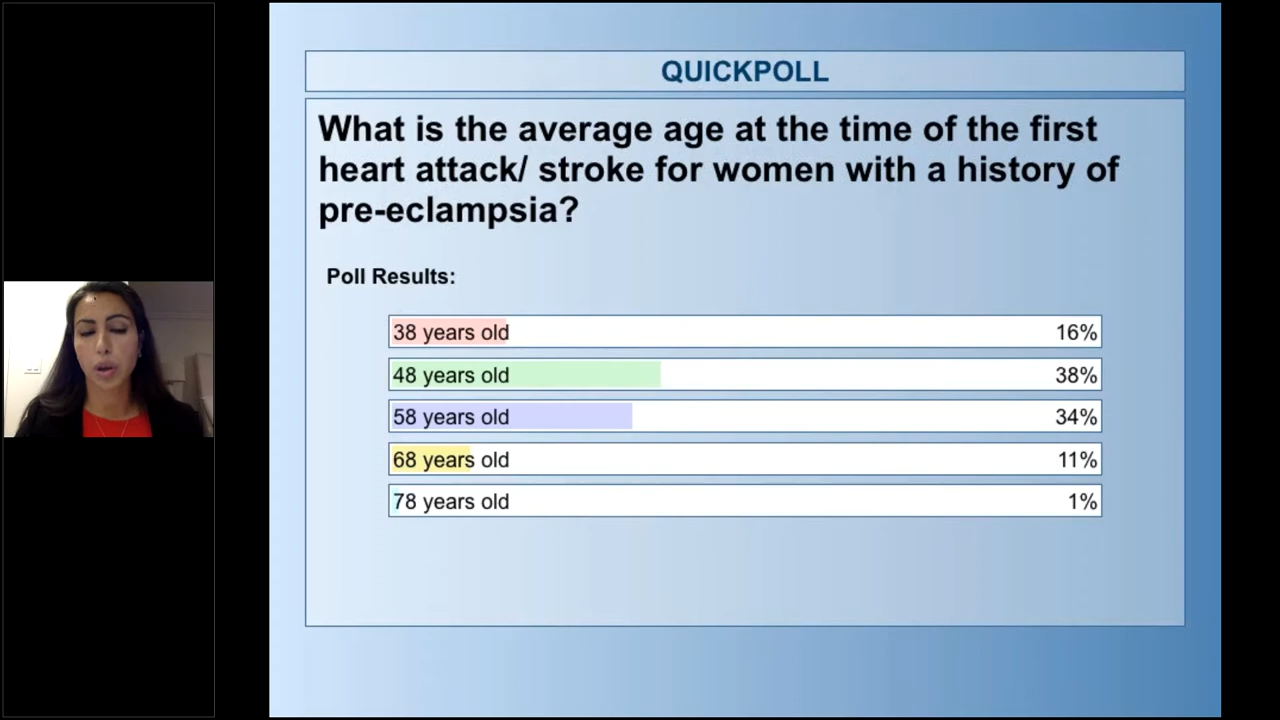 QUICKPOLL
What is the average age at the time of the first
heart attack/ stroke for women with a history of
pre-eclampsia?
Poll Results:
38 years old 16%
48 years old 38%
58 years old 34%
68 years old 11%
78 years old 1%